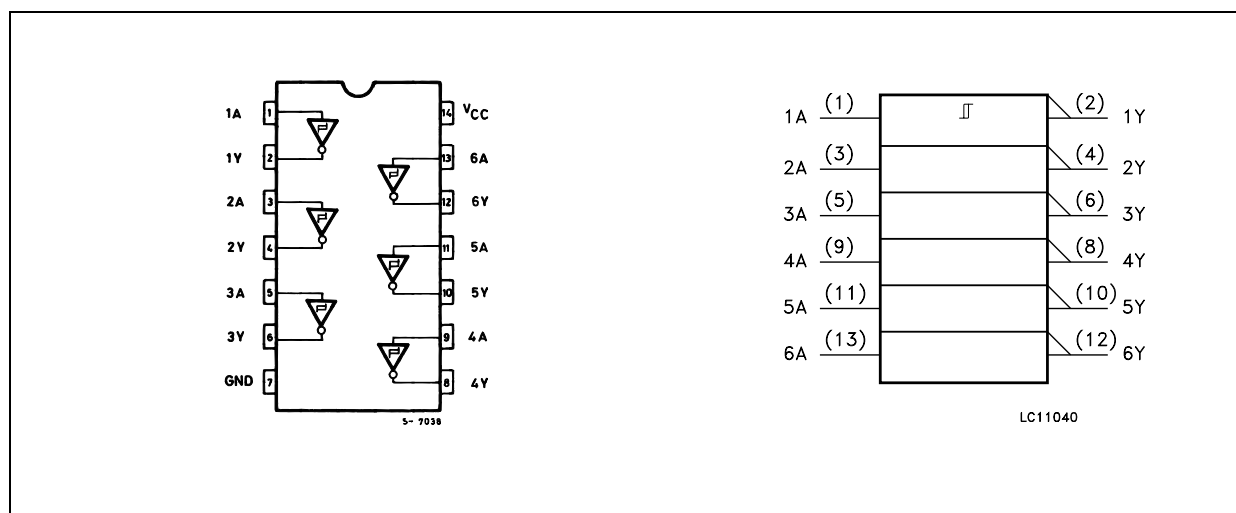 1A 1 14 VCC
1Y 2 13 6A
2A 3 12 6Y
2Y 4 11 5A
3A 5 10 5Y
3Y 6 9 4A
GND 7 8 4Y
5- 7038
1A (1) (2) 1Y
2A (3) (4) 2Y
3A (5) (6) 3Y
4A (9) (8) 4Y
5A (11) (10) 5Y
6A (13) (12) 6Y
LC11040